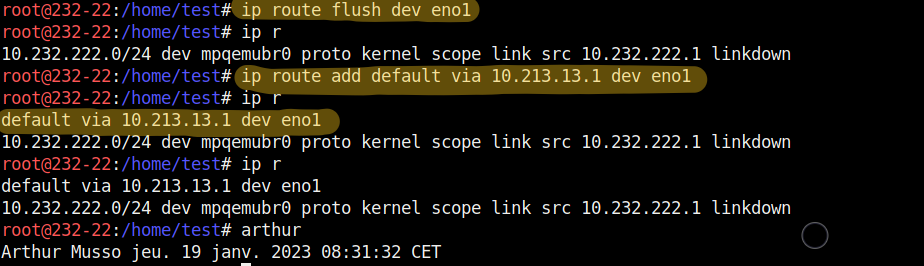 root@232-22:/home/test# ip route flush dev eno1
root@232-22:/home/test# ip r
10.232.222.0/24 dev mpqemubr0 proto kernel scope link src 10.232.222.1 linkdown
root@232-22:/home/test# ip route add default via 10.213.13.1 dev eno1
root@232-22:/home/test# ip r
default via 10.213.13.1 dev eno1
10.232.222.0/24 dev mpqemubr0 proto kernel scope link src 10.232.222.1 linkdown
root@232-22:/home/test# ip r
default via 10.213.13.1 dev eno1
10.232.222.0/24 dev mpqemubr0 proto kernel scope link src 10.232.222.1 linkdown
root@232-22:/home/test# arthur
Arthur Musso jeu. 19 janv. 2023 08:31:32 CET